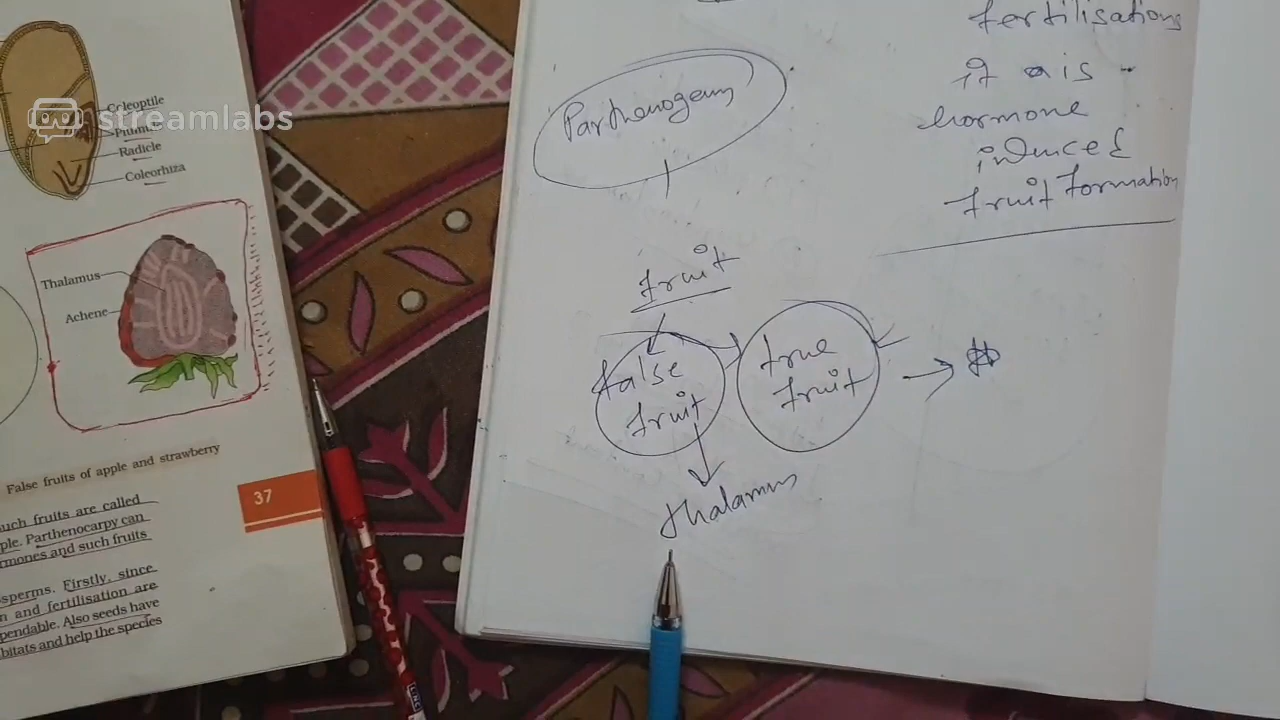 streamlabs
Coleoptile
Plumule
Radicle
Coleorhiza
Thalamus
Achene
False fruits of apple and strawberry
37
such fruits are called
ple. Parthenocarpy can
rmones and such fruits
sperms. Firstly, since
n and fertilisation are
pendable. Also seeds have
bitats and help the species
fertilisations
it is
hormone
induced
fruit formation
Parthenogeny
fruit
false
fruit
true
fruit
thalamus